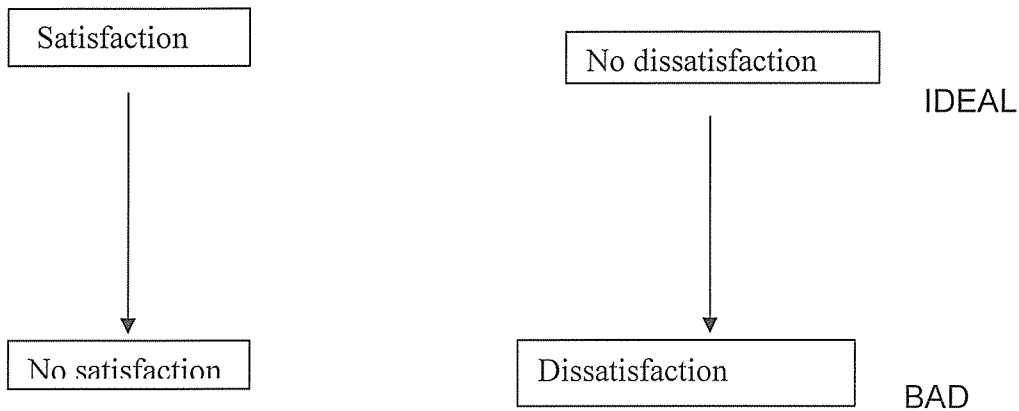 Satisfaction
No dissatisfaction
IDEAL
No satisfaction
Dissatisfaction
BAD